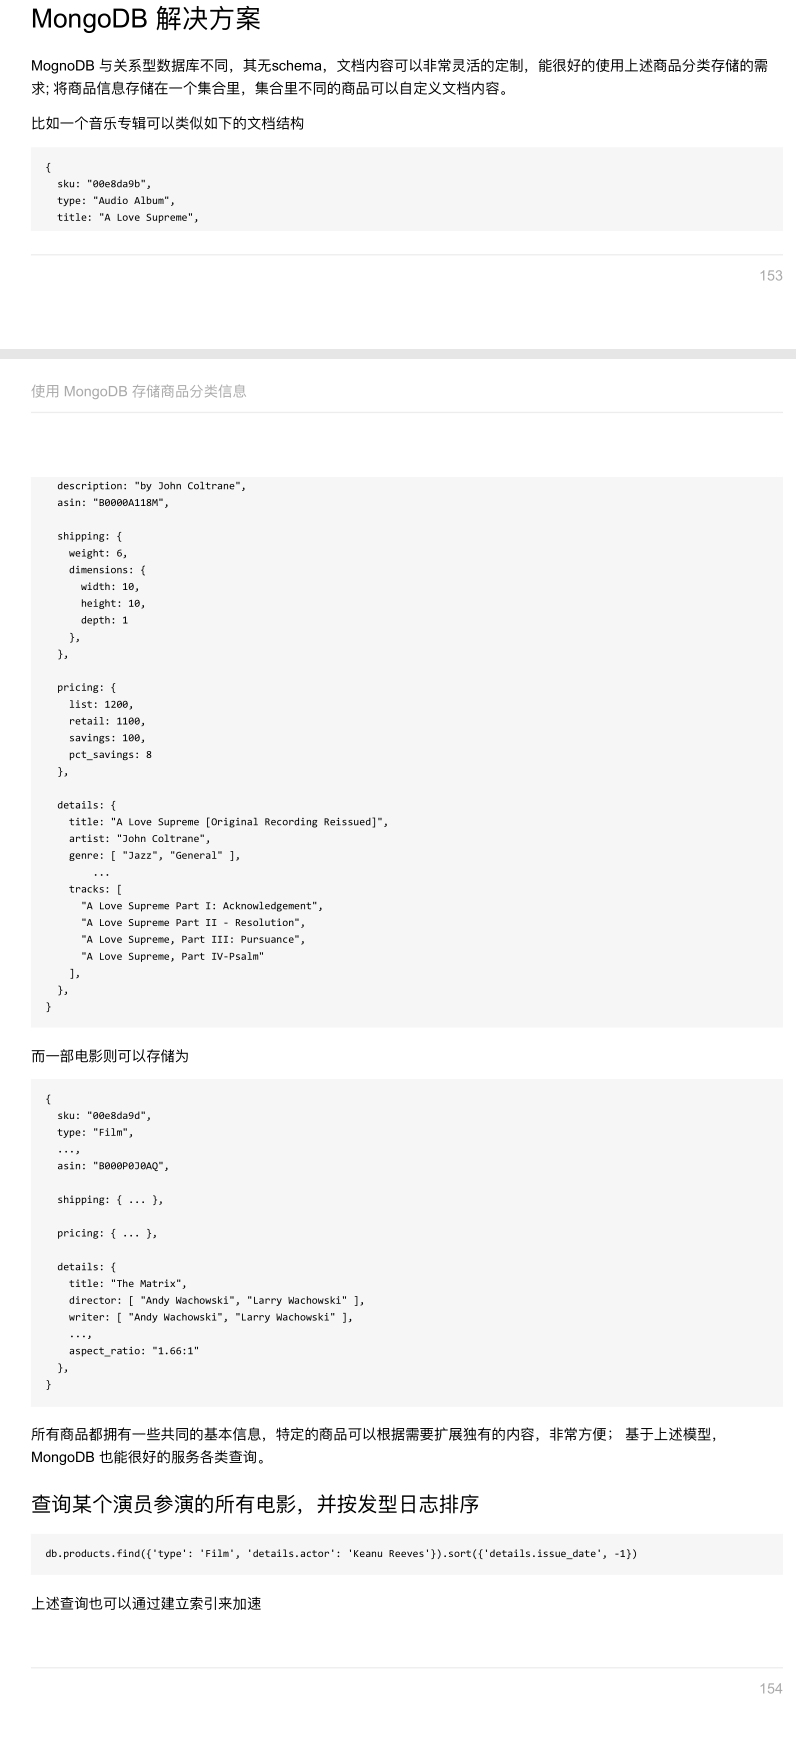 MongoDB 解决方案
MognoDB 与关系型数据库不同，其无schema，文档内容可以非常灵活的定制，能很好的使用上述商品分类存储的需
求; 将商品信息存储在一个集合里，集合里不同的商品可以自定义文档内容。
比如一个音乐专辑可以类似如下的文档结构
{
  sku: "00e8da9b",
  type: "Audio Album",
  title: "A Love Supreme",
153
使用 MongoDB 存储商品分类信息
  description: "by John Coltrane",
  asin: "B0000A118M",
  shipping: {
    weight: 6,
    dimensions: {
      width: 10,
      height: 10,
      depth: 1
    },
  },
  pricing: {
    list: 1200,
    retail: 1100,
    savings: 100,
    pct_savings: 8
  },
  details: {
    title: "A Love Supreme [Original Recording Reissued]",
    artist: "John Coltrane",
    genre: [ "Jazz", "General" ],
        ...
    tracks: [
      "A Love Supreme Part I: Acknowledgement",
      "A Love Supreme Part II - Resolution",
      "A Love Supreme, Part III: Pursuance",
      "A Love Supreme, Part IV-Psalm"
    ],
  },
}
而一部电影则可以存储为
{
  sku: "00e8da9d",
  type: "Film",
  ...,
  asin: "B000P0J0AQ",
  shipping: { ... },
  pricing: { ... },
  details: {
    title: "The Matrix",
    director: [ "Andy Wachowski", "Larry Wachowski" ],
    writer: [ "Andy Wachowski", "Larry Wachowski" ],
    ...,
    aspect_ratio: "1.66:1"
  },
}
所有商品都拥有一些共同的基本信息，特定的商品可以根据需要扩展独有的内容，非常方便； 基于上述模型，
MongoDB 也能很好的服务各类查询。
查询某个演员参演的所有电影，并按发型日志排序
db.products.find({'type': 'Film', 'details.actor': 'Keanu Reeves'}).sort({'details.issue_date', -1})
上述查询也可以通过建立索引来加速
154